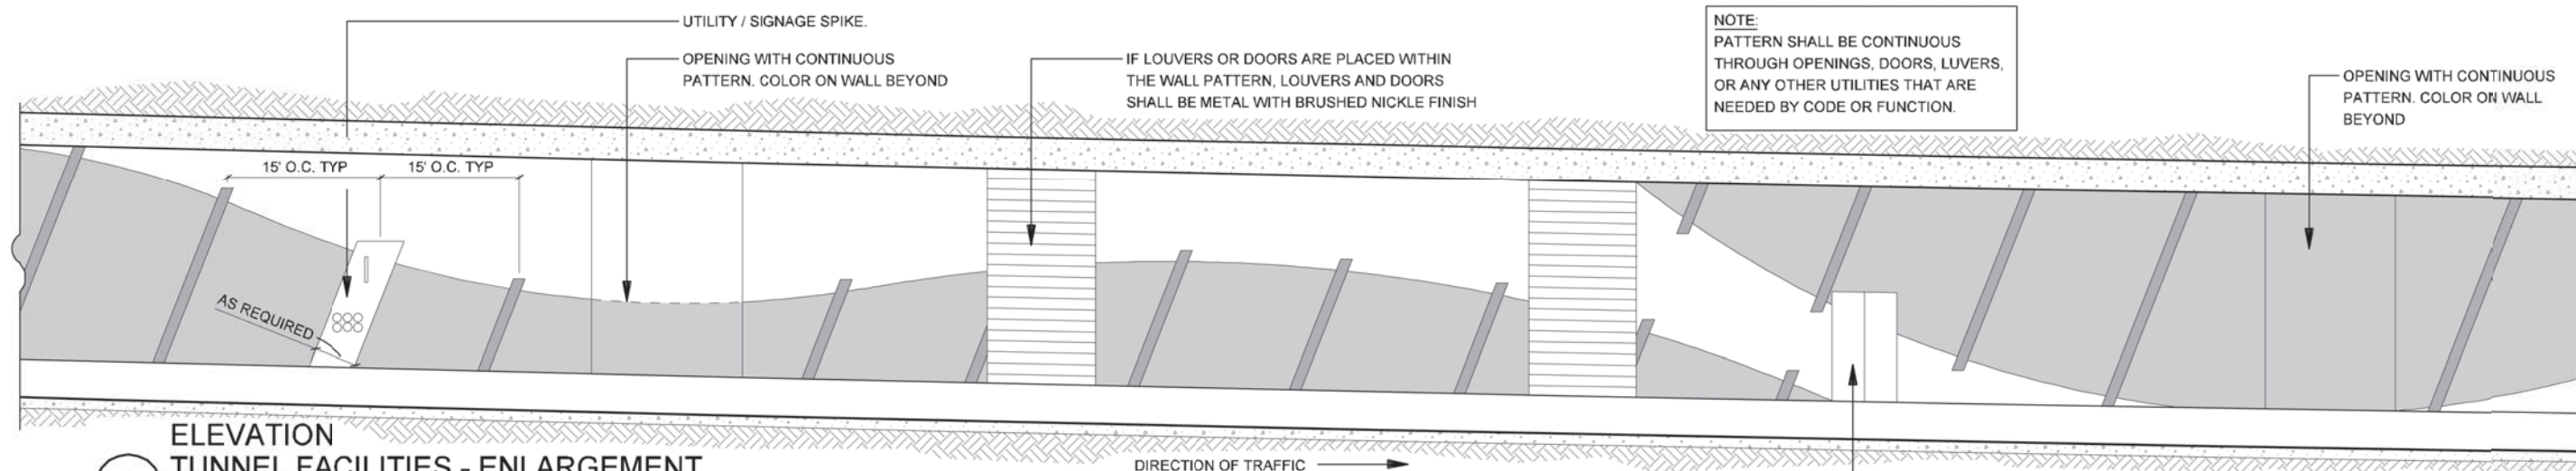 UTILITY / SIGNAGE SPIKE.
OPENING WITH CONTINUOUS
PATTERN. COLOR ON WALL BEYOND
IF LOUVERS OR DOORS ARE PLACED WITHIN
THE WALL PATTERN, LOUVERS AND DOORS
SHALL BE METAL WITH BRUSHED NICKLE FINISH
NOTE:
PATTERN SHALL BE CONTINUOUS
THROUGH OPENINGS, DOORS, LUVERS,
OR ANY OTHER UTILITIES THAT ARE
NEEDED BY CODE OR FUNCTION.
OPENING WITH CONTINUOUS
PATTERN. COLOR ON WALL
BEYOND
15' O.C. TYP
15' O.C. TYP
AS REQUIRED
ELEVATION
TUNNEL FACILITIES - ENLARGEMENT
DIRECTION OF TRAFFIC